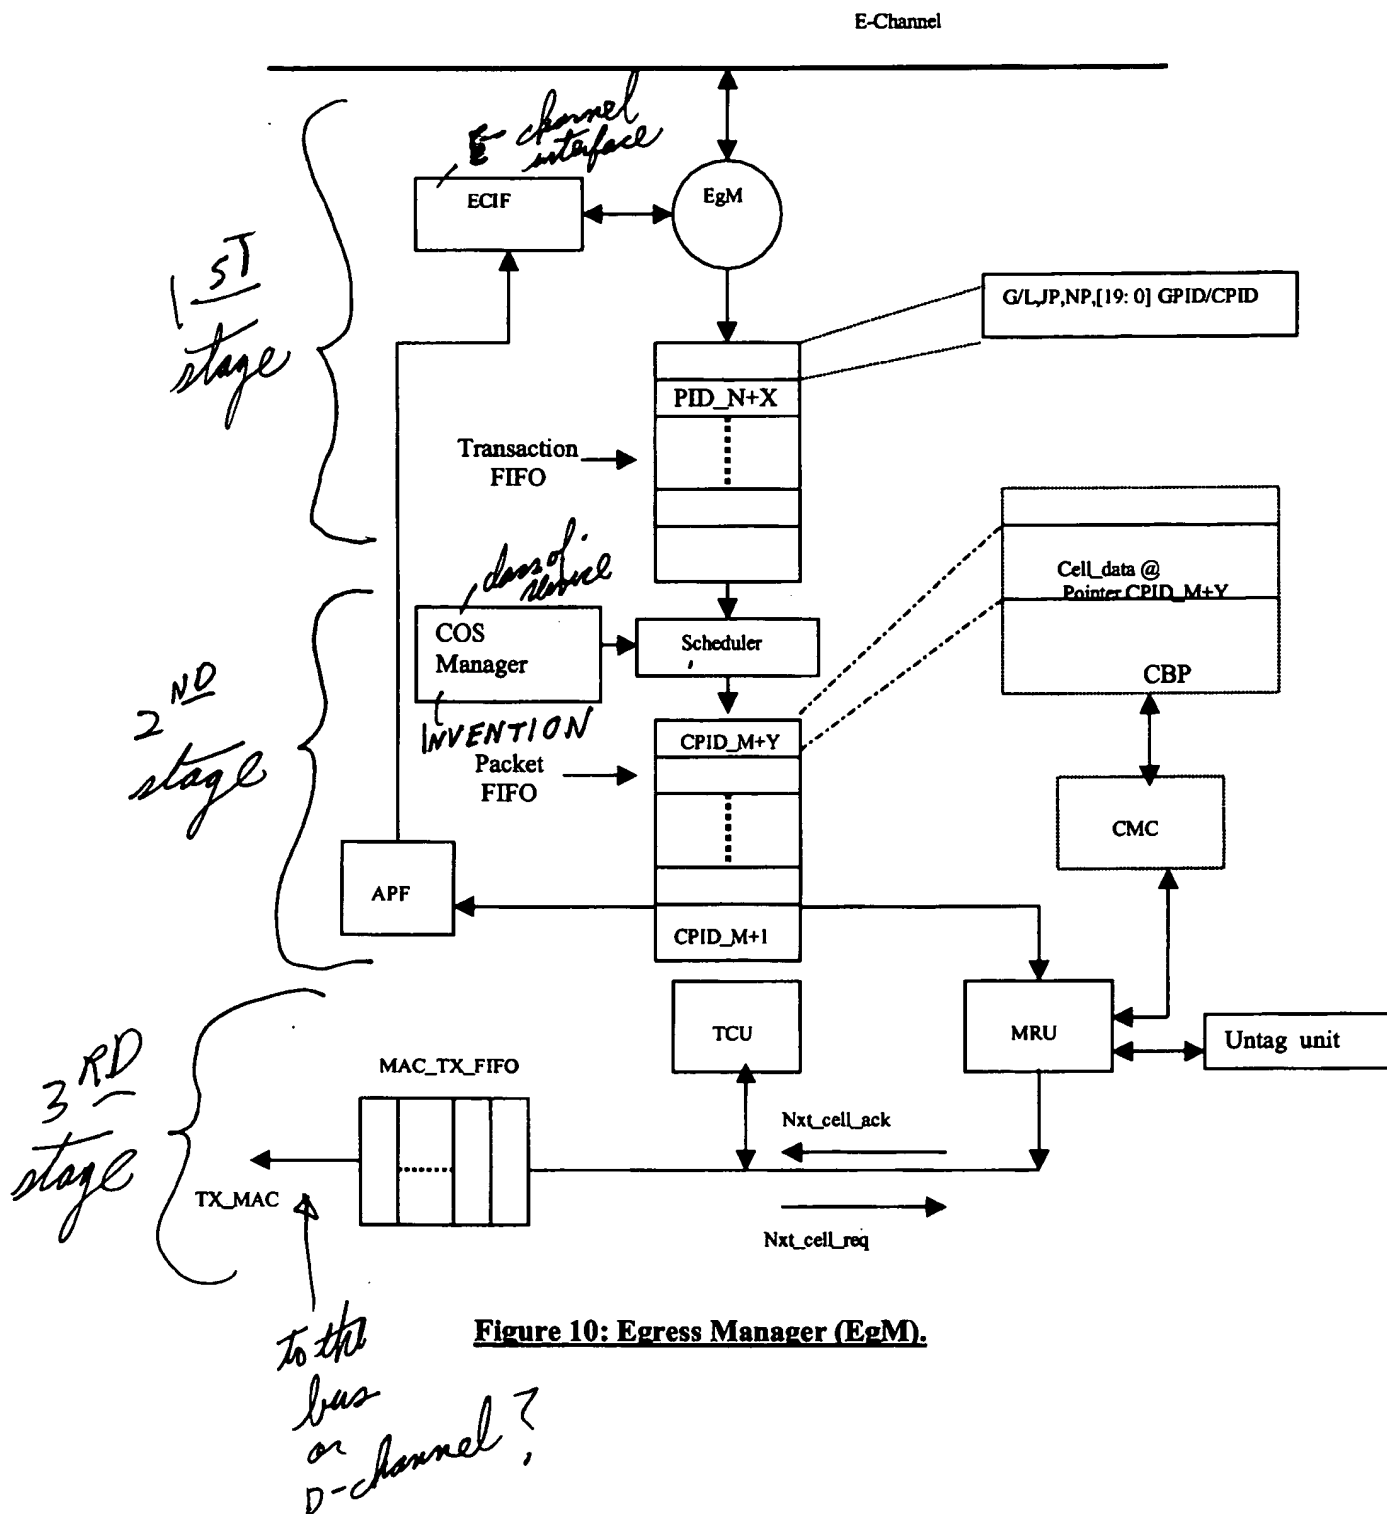 E-Channel
E-channel
interface
ECIF
EgM
1ST
stage
G/L,JP,NP,[19: 0] GPID/CPID
PID_N+X
Transaction
FIFO
class of
service
COS
Manager
Scheduler
Cell_data @
Pointer CPID_M+Y
CBP
INVENTION
2ND
stage
CPID_M+Y
Packet
FIFO
CMC
APF
CPID_M+1
TCU
MRU
Untag unit
3RD
stage
MAC_TX_FIFO
Nxt_cell_ack
TX_MAC
Nxt_cell_req
Figure 10: Egress Manager (EgM).
to the
bus
or
D-channel?